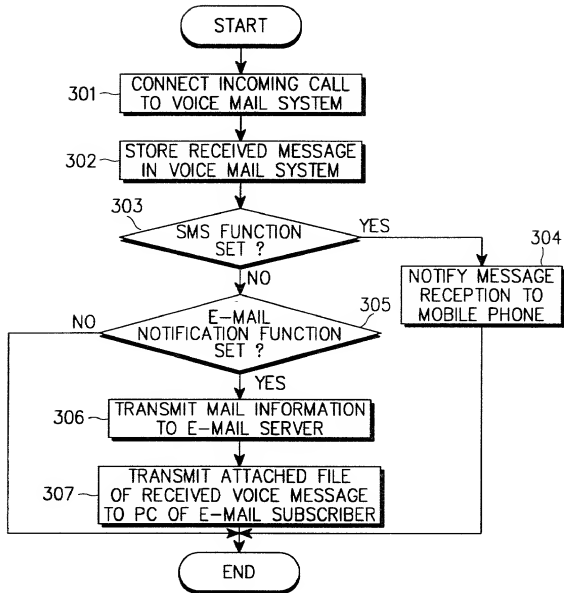 START
301
CONNECT INCOMING CALL
TO VOICE MAIL SYSTEM
302
STORE RECEIVED MESSAGE
IN VOICE MAIL SYSTEM
303
SMS FUNCTION
SET ?
YES
304
NOTIFY MESSAGE
RECEPTION TO
MOBILE PHONE
NO
305
E-MAIL
NOTIFICATION FUNCTION
SET ?
NO
YES
306
TRANSMIT MAIL INFORMATION
TO E-MAIL SERVER
307
TRANSMIT ATTACHED FILE
OF RECEIVED VOICE MESSAGE
TO PC OF E-MAIL SUBSCRIBER
END